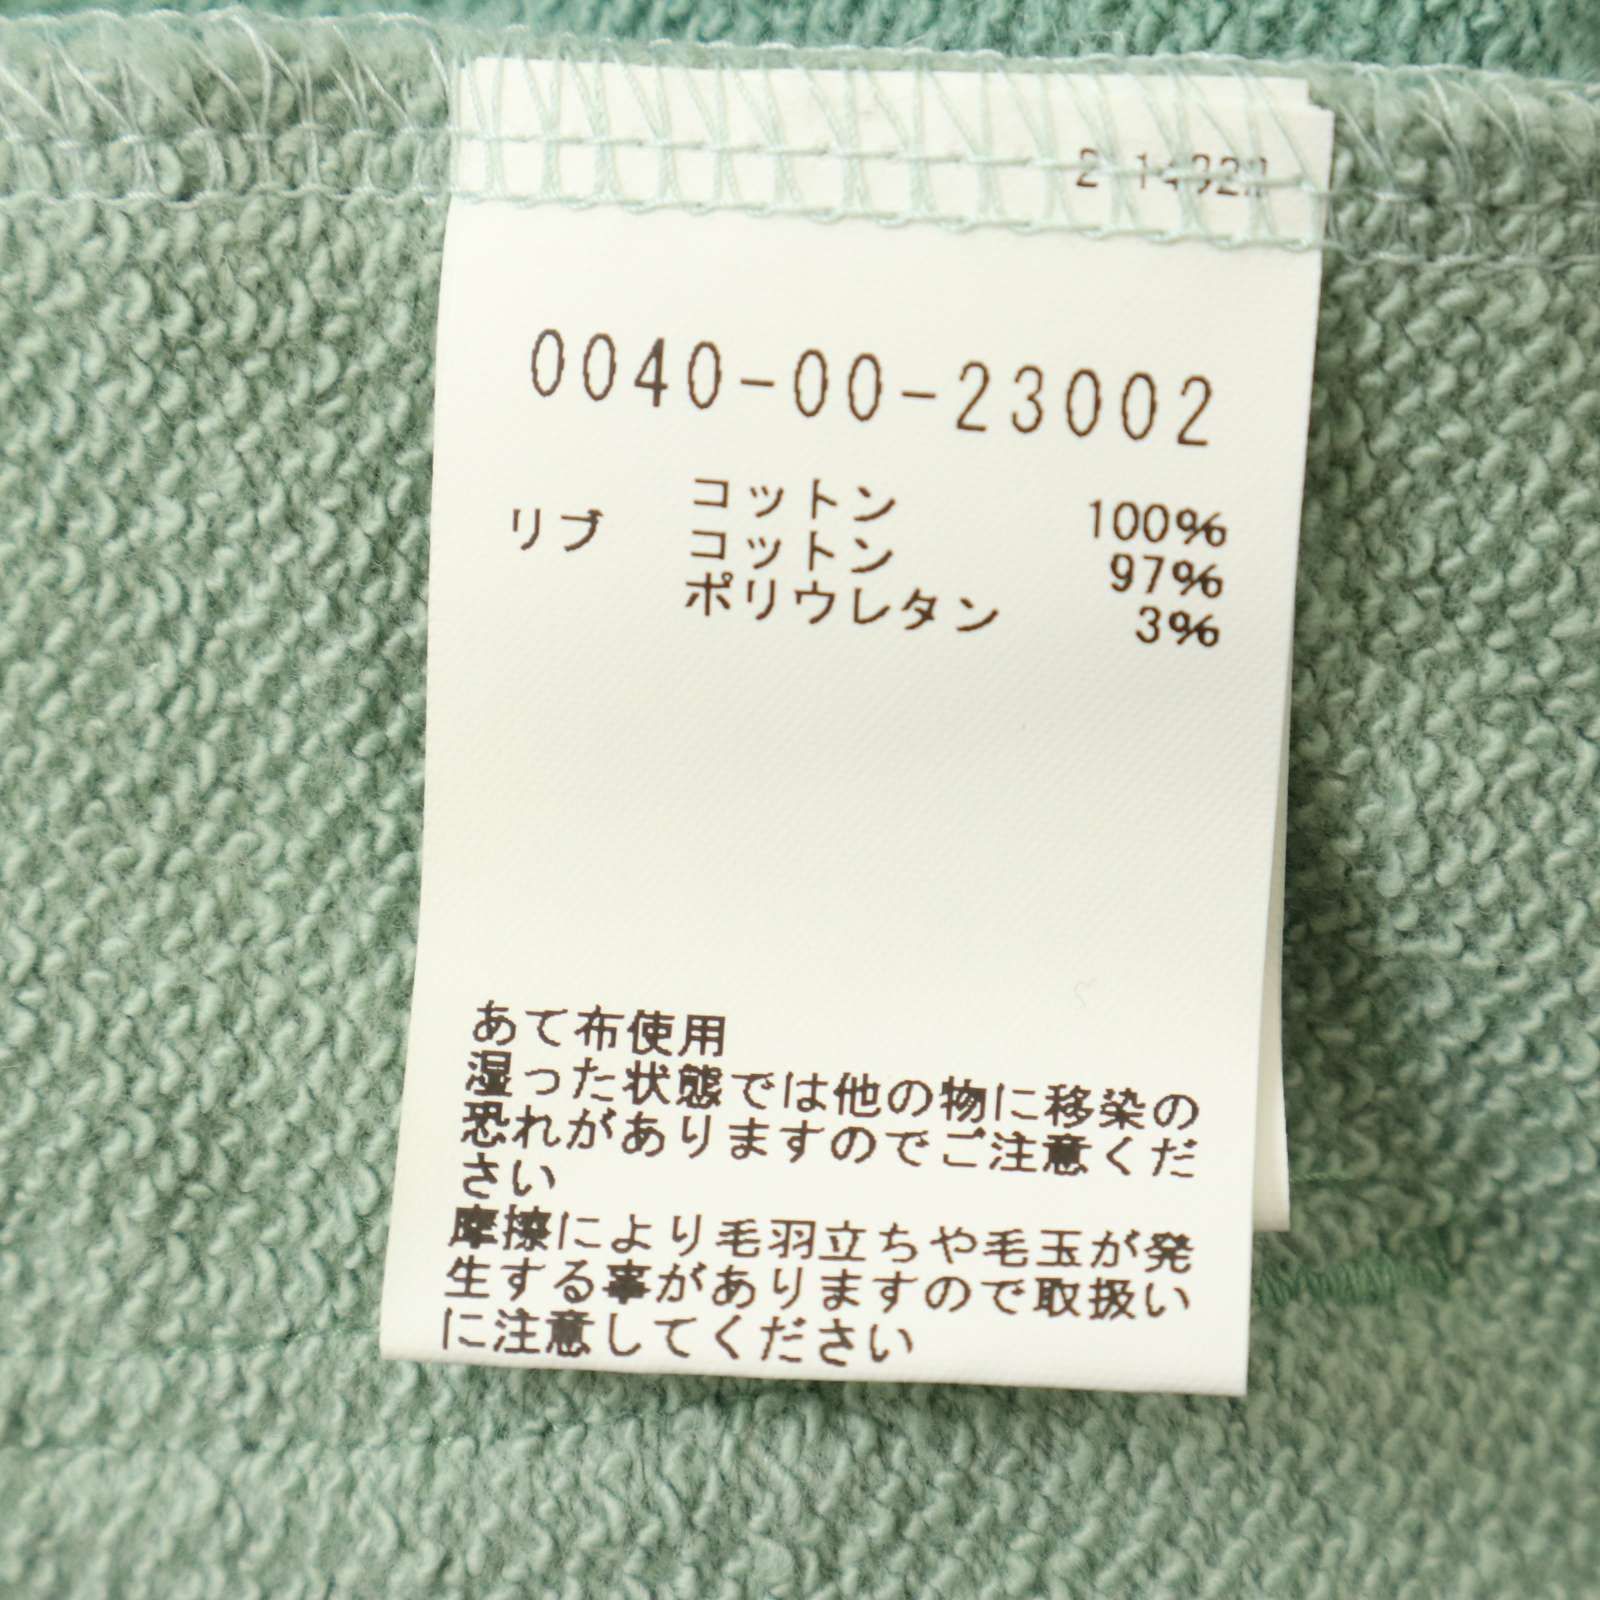 0040-00-23002
コットン 100%
リブ コットン 97%
ポリウレタン 3%
あて布使用
湿った状態では他の物に移染の
恐れがありますのでご注意くだ
さい
摩擦により毛羽立ちや毛玉が発
生する事がありますので取扱い
に注意してください